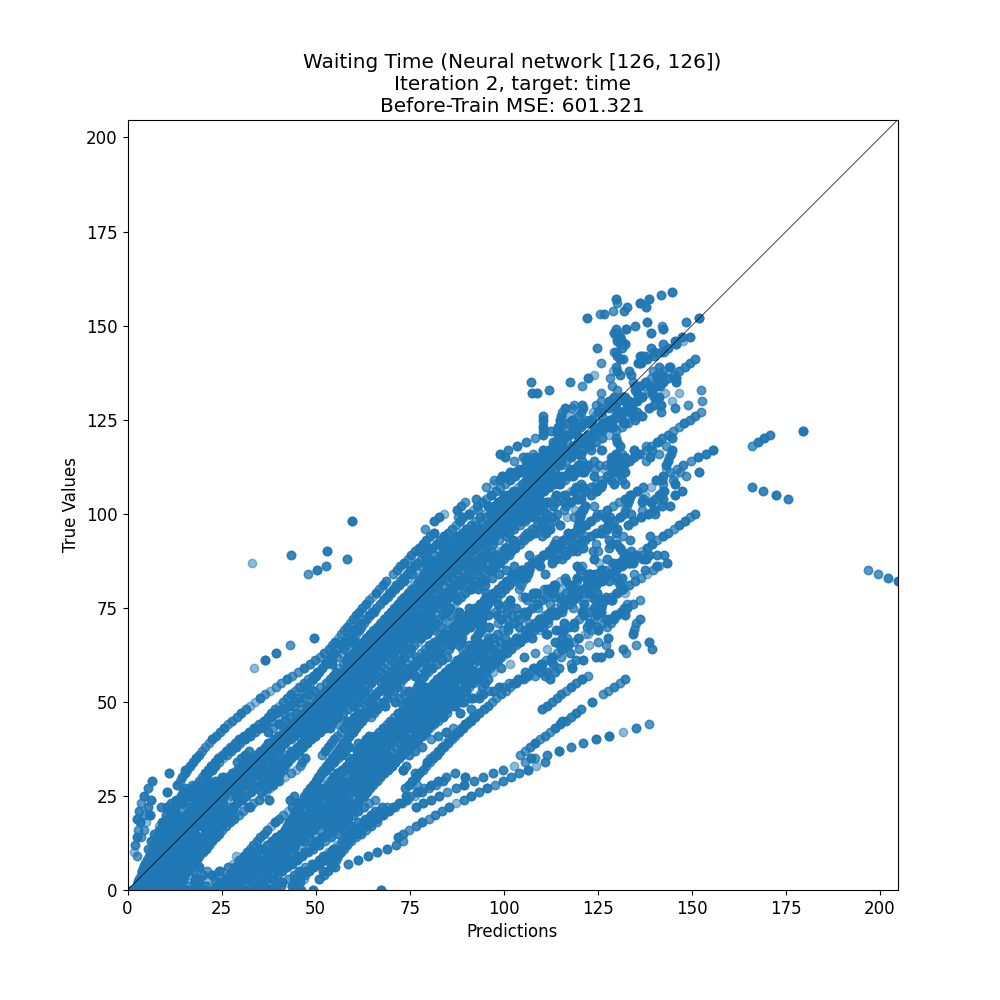 Waiting Time (Neural network [126, 126])
Iteration 2, target: time
Before-Train MSE: 601.321
200
175
150
125
100
75
50
25
0
True Values
0 25 50 75 100 125 150 175 200
Predictions